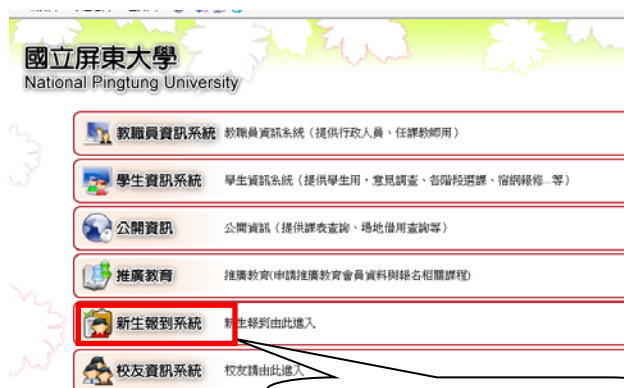 國立屏東大學
National Pingtung University
教職員資訊系統 教職員資訊系統（提供行政人員、任課教師用）
學生資訊系統 學生資訊系統（提供學生用，意見調查、各階段選課、宿網報修...等）
公開資訊 公開資訊（提供課表查詢、場地借用查詢等）
推廣教育 推廣教育(申請推廣教育會員資料與報名相關課程)
新生報到系統 新生報到由此進入
校友資訊系統 校友請由此進入